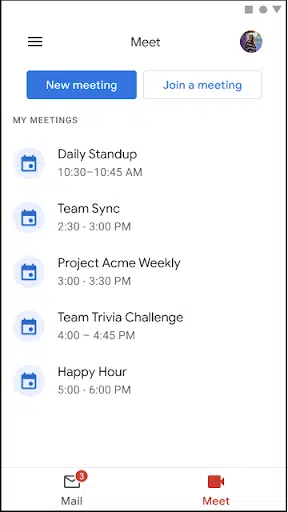 Meet
New meeting
Join a meeting
MY MEETINGS
Daily Standup
10:30–10:45 AM
Team Sync
2:30 - 3:00 PM
Project Acme Weekly
3:00 - 3:30 PM
Team Trivia Challenge
4:00 – 4:45 PM
Happy Hour
5:00 - 6:00 PM
3
Mail
Meet